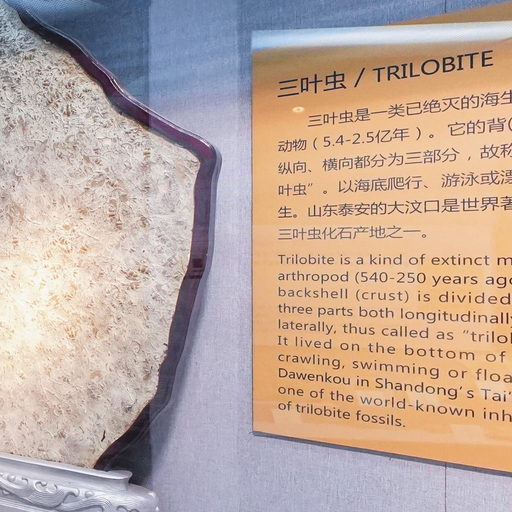 三叶虫 / TRILOBITE
三叶虫是一类已绝灭的海生
动物（5.4-2.5亿年）。它的背(
纵向、横向都分为三部分，故称
叶虫”。以海底爬行、游泳或漂
生。山东泰安的大汶口是世界著
三叶虫化石产地之一。
Trilobite is a kind of extinct m
arthropod (540-250 years ago
backshell (crust) is divided
three parts both longitudinally
laterally, thus called as “trilob
It lived on the bottom of
crawling, swimming or floa
Dawenkou in Shandong’s Tai’
one of the world-known inh
of trilobite fossils.